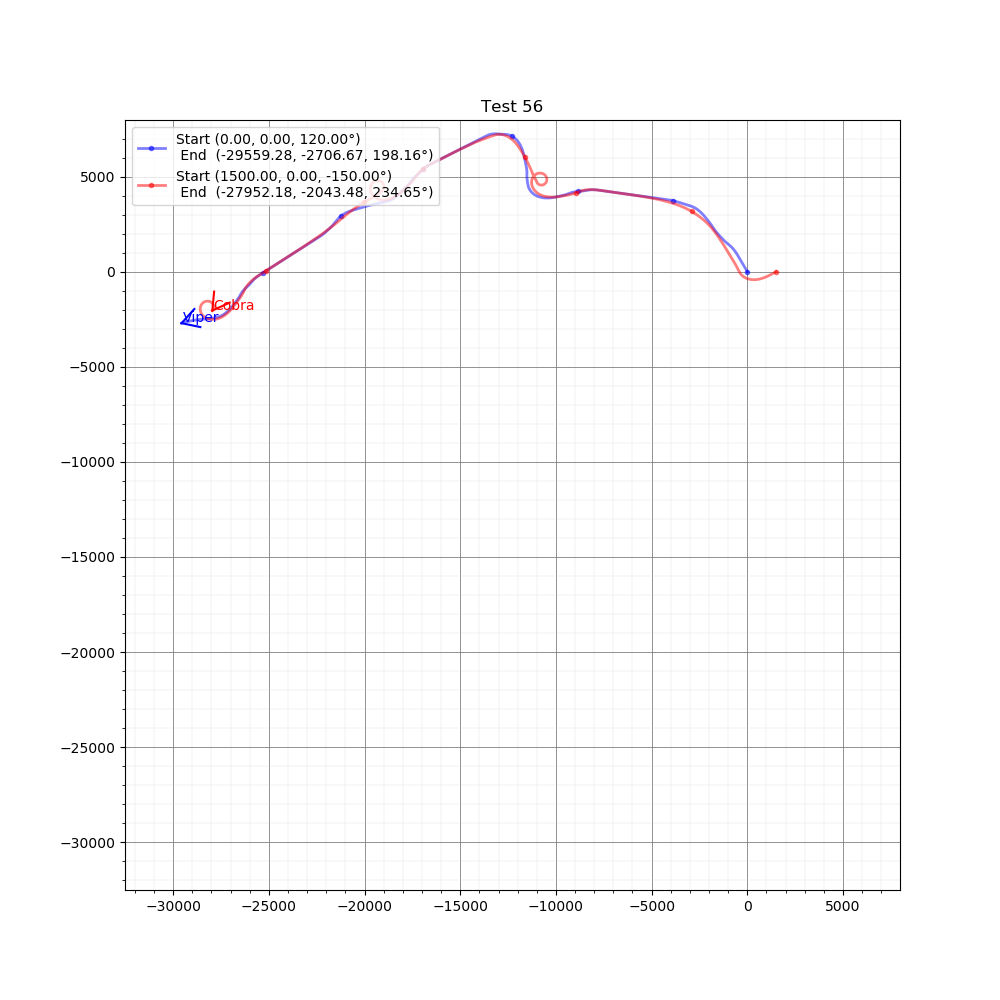 Test 56
Start (0.00, 0.00, 120.00°)
End (-29559.28, -2706.67, 198.16°)
Start (1500.00, 0.00, -150.00°)
End (-27952.18, -2043.48, 234.65°)
5000
0
−5000
−10000
−15000
−20000
−25000
−30000
Cobra
Viper
−30000 −25000 −20000 −15000 −10000 −5000 0 5000